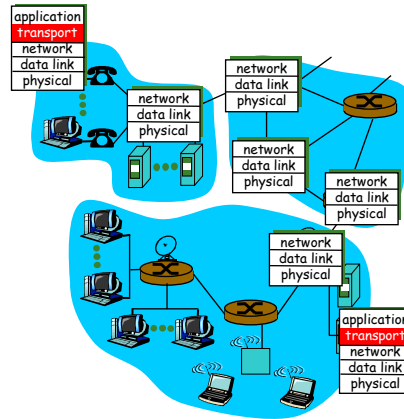 application
transport
network
data link
physical
network
data link
physical
network
data link
physical
network
data link
physical
network
data link
physical
network
data link
physical
application
transport
network
data link
physical